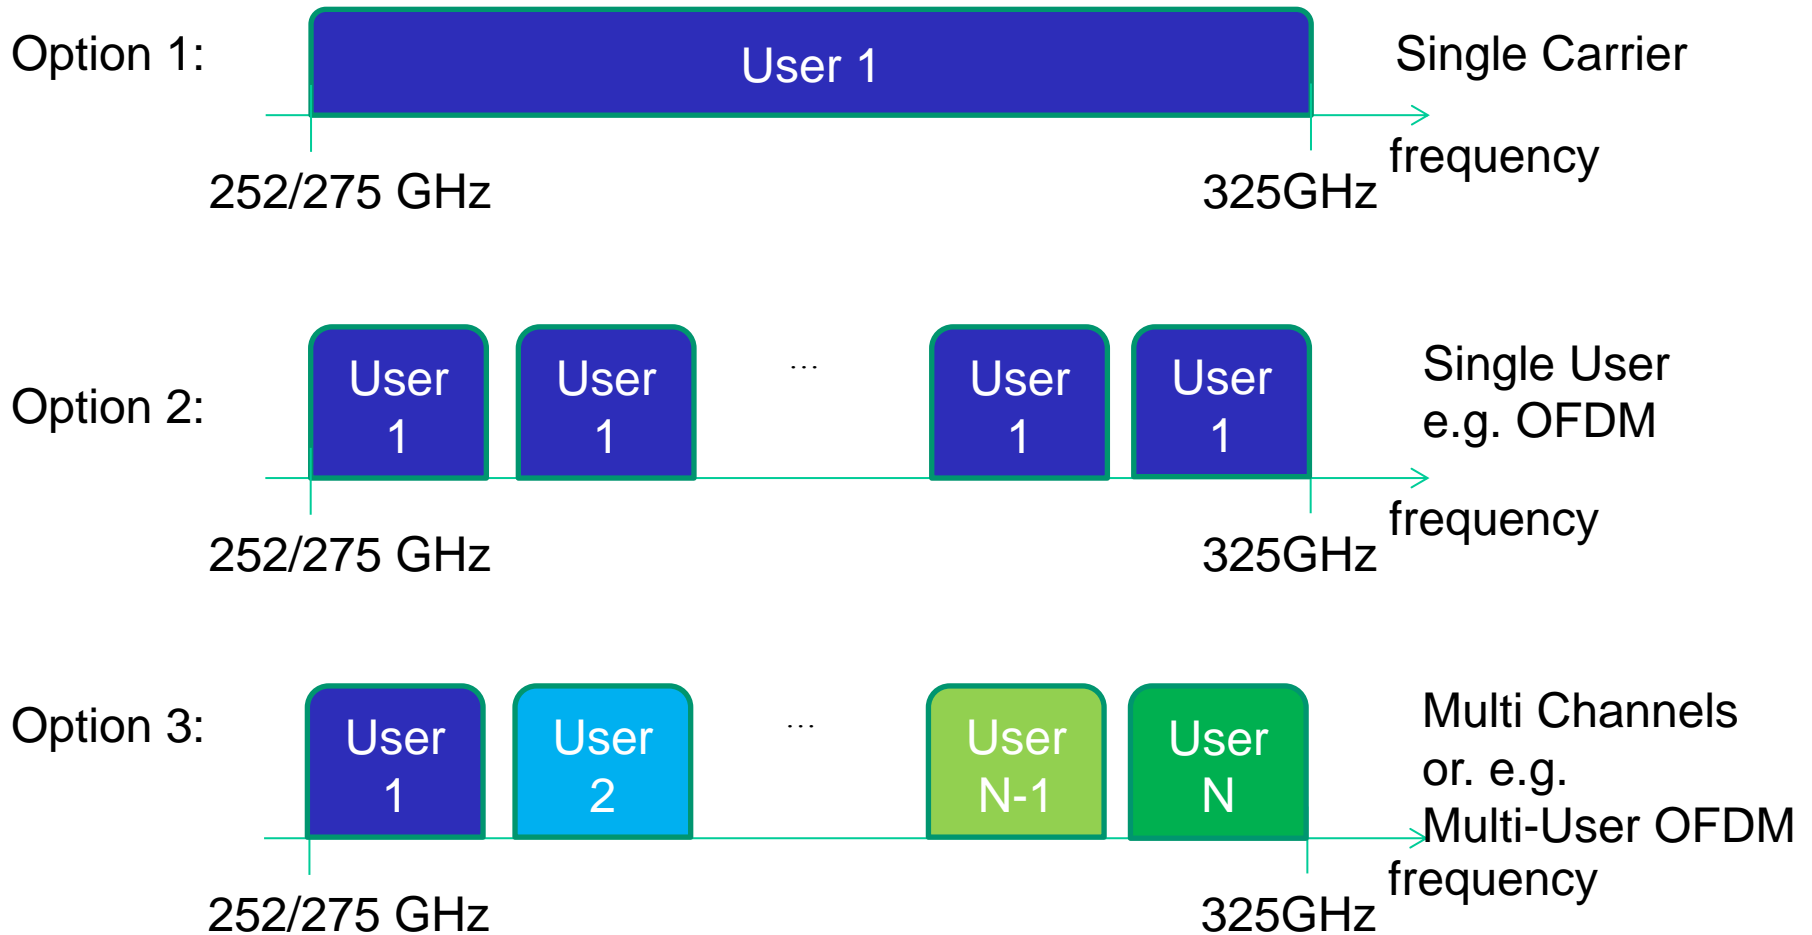 Option 1:
User 1
Single Carrier
frequency
252/275 GHz
325GHz
Option 2:
User
1
User
1
...
User
1
User
1
Single User
e.g. OFDM
frequency
252/275 GHz
325GHz
Option 3:
User
1
User
2
...
User
N-1
User
N
Multi Channels
or. e.g.
Multi-User OFDM
frequency
252/275 GHz
325GHz